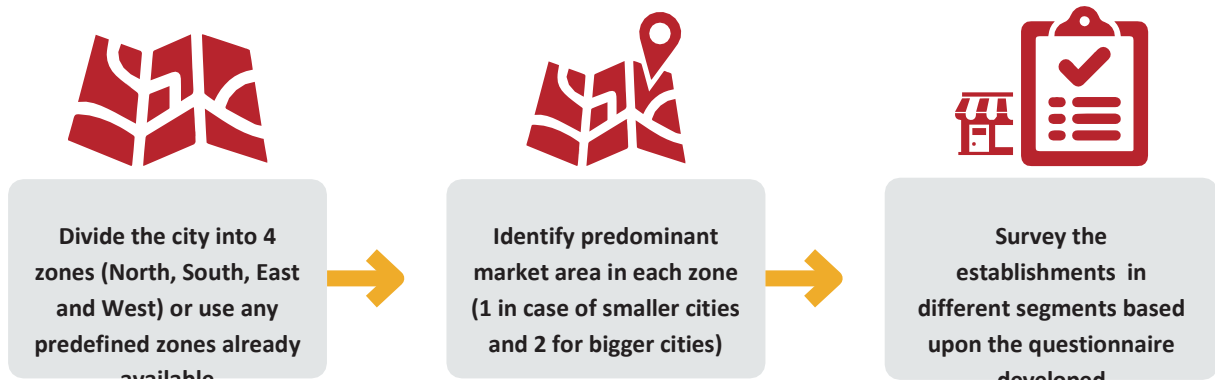 Divide the city into 4
zones (North, South, East
and West) or use any
predefined zones already
available
Identify predominant
market area in each zone
(1 in case of smaller cities
and 2 for bigger cities)
Survey the
establishments in
different segments based
upon the questionnaire
developed